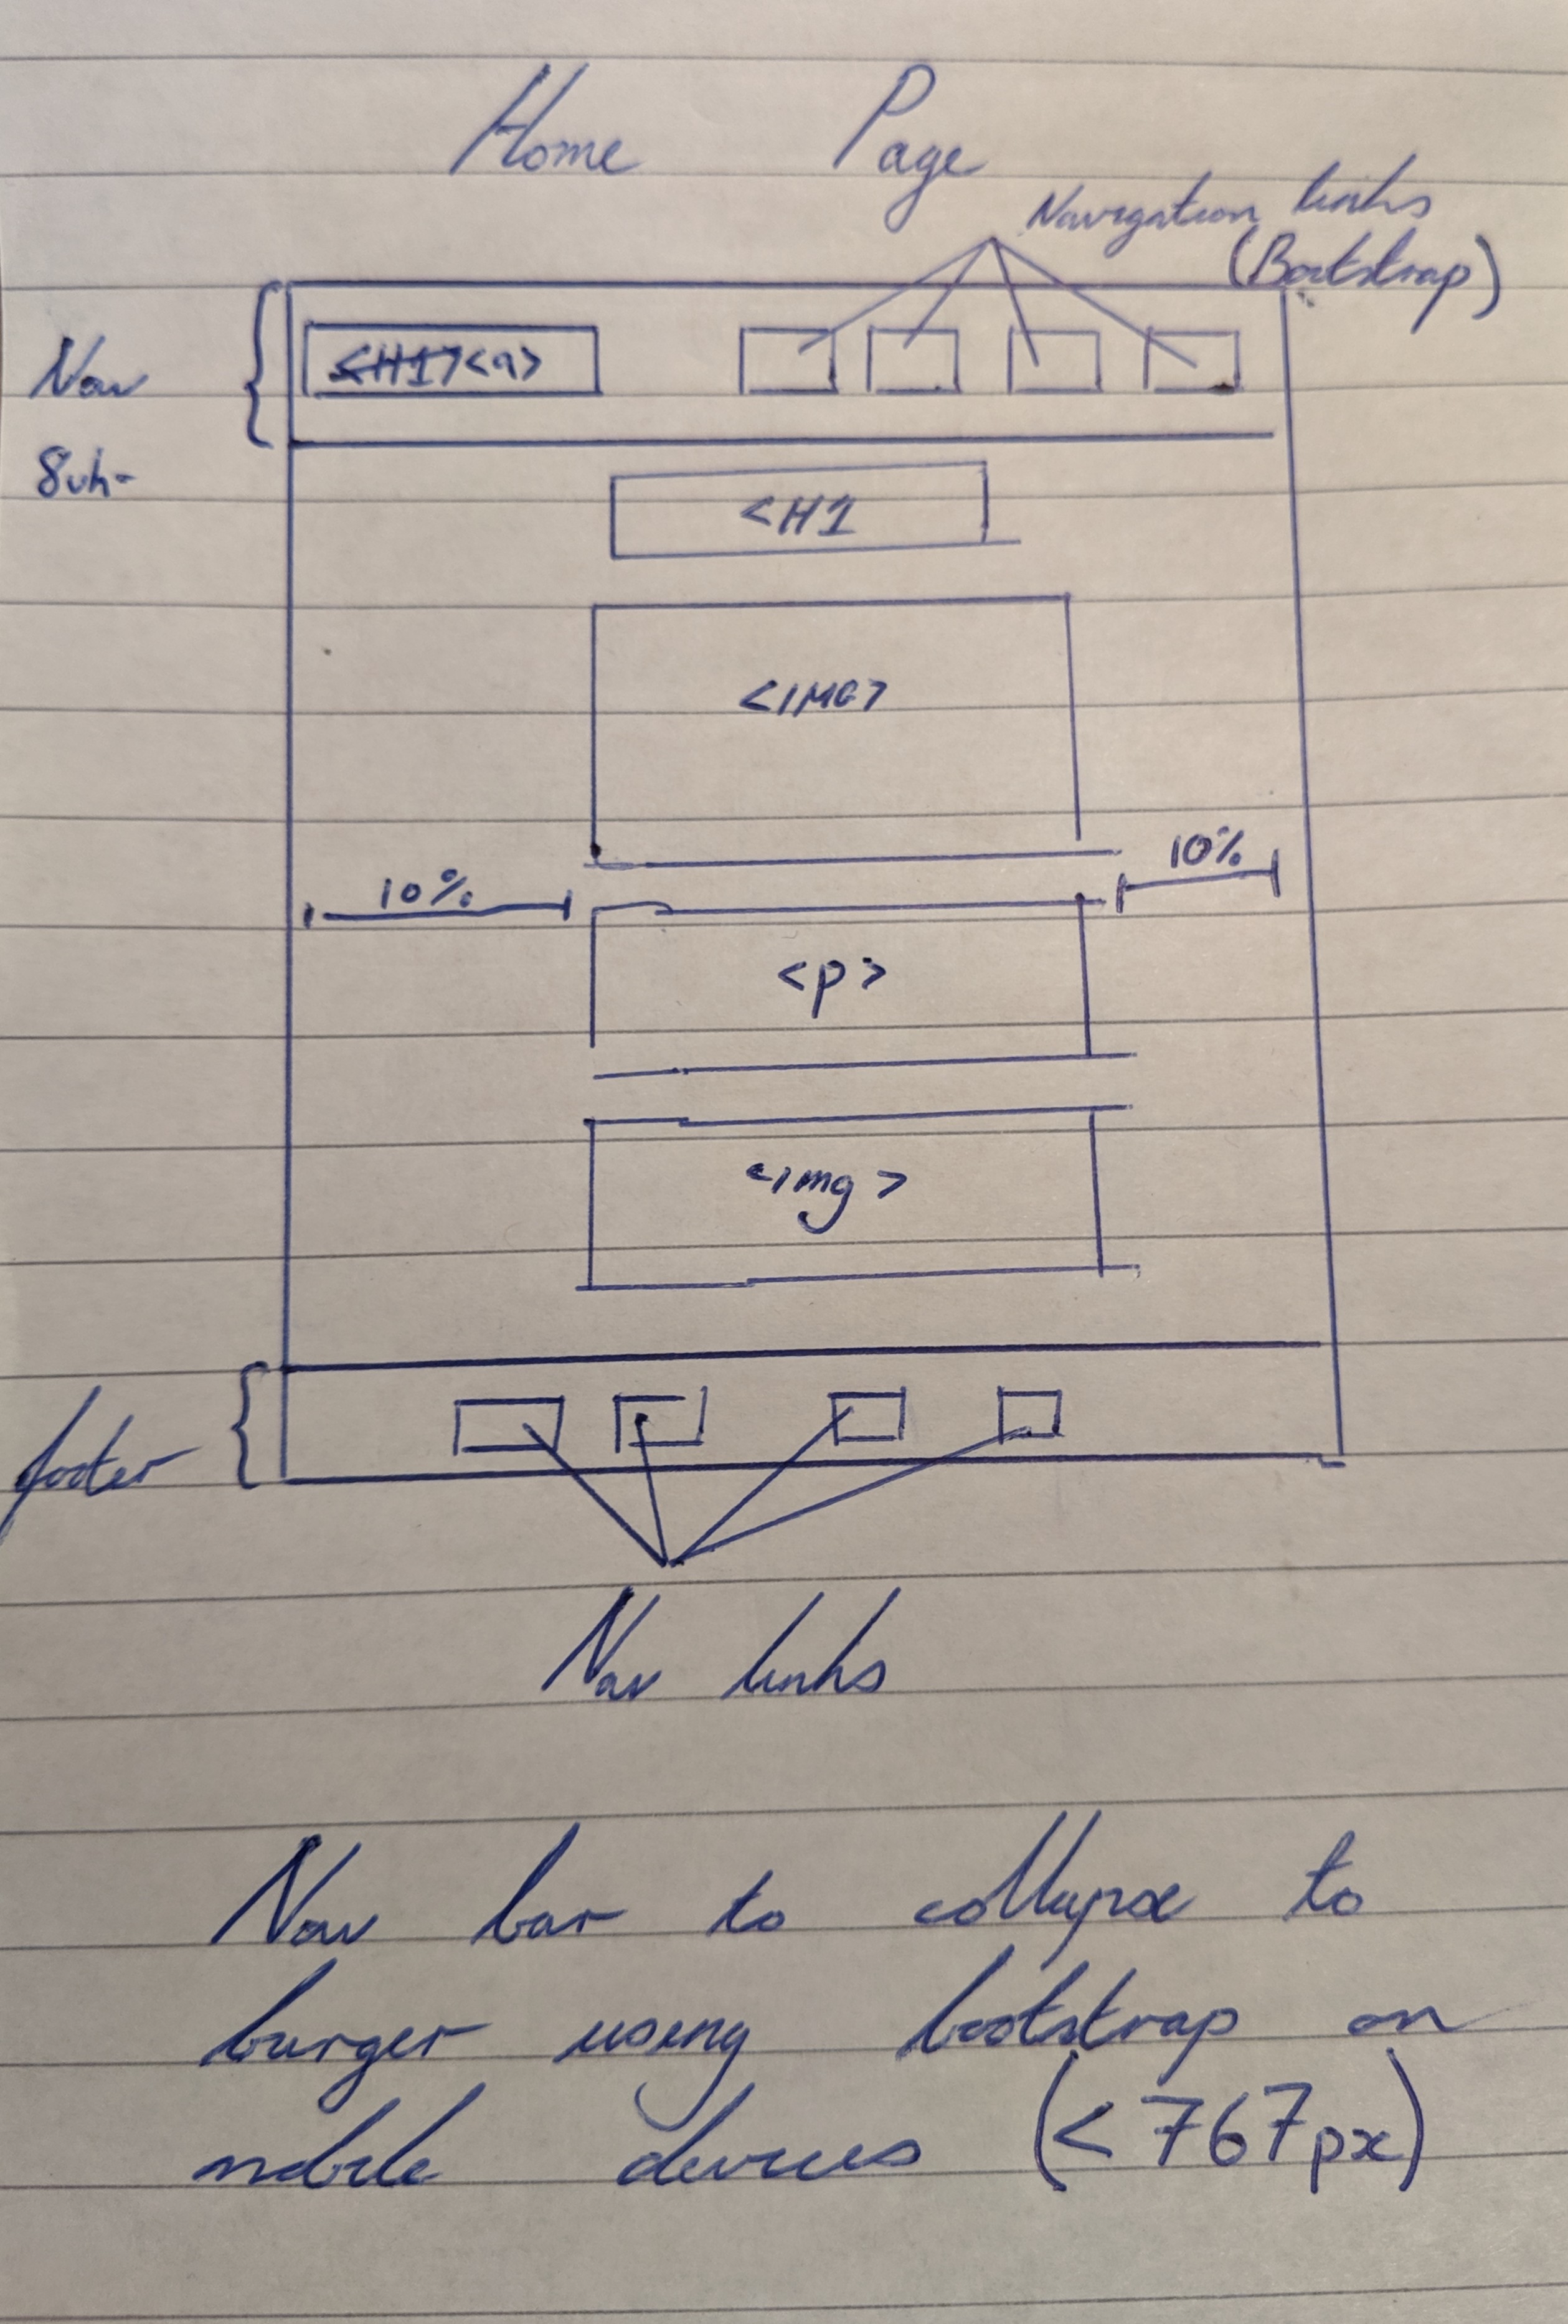 Home Page
Navigation links
(Bootstrap)
Nav
<H1><a>
8vh-
<H1
<IMG>
10%
10%
<p>
<img>
footer
Nav links
Nav bar to collapse to
burger using bootstrap on
mobile devices (<767px)